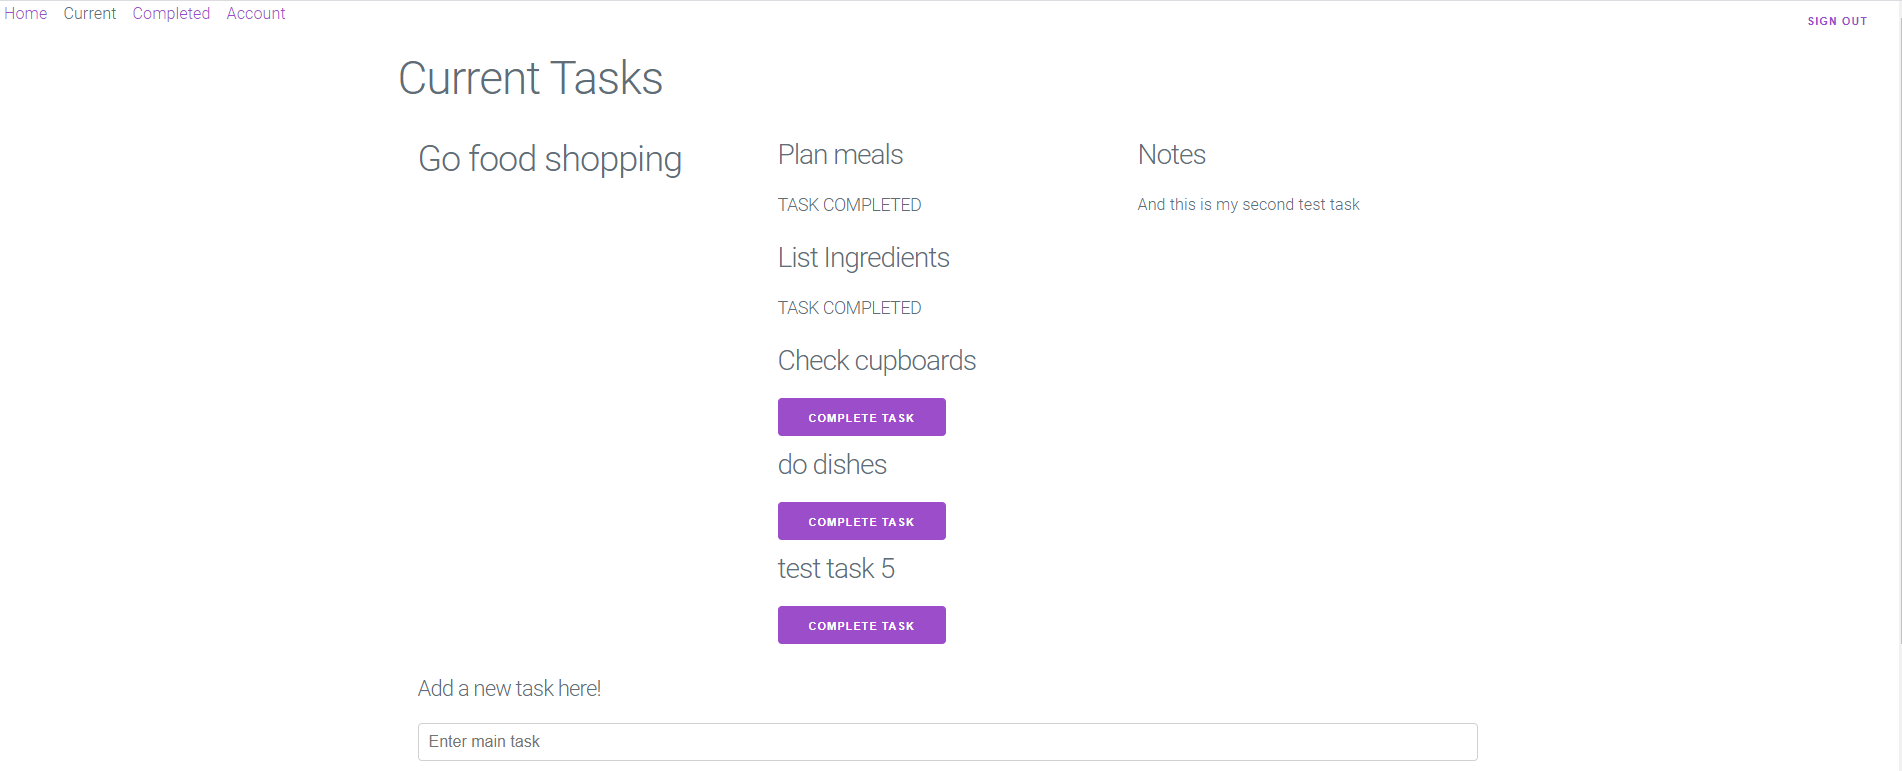 Home Current Completed Account
SIGN OUT
Current Tasks
Go food shopping
Plan meals
TASK COMPLETED
List Ingredients
TASK COMPLETED
Check cupboards
COMPLETE TASK
do dishes
COMPLETE TASK
test task 5
COMPLETE TASK
Notes
And this is my second test task
Add a new task here!
Enter main task